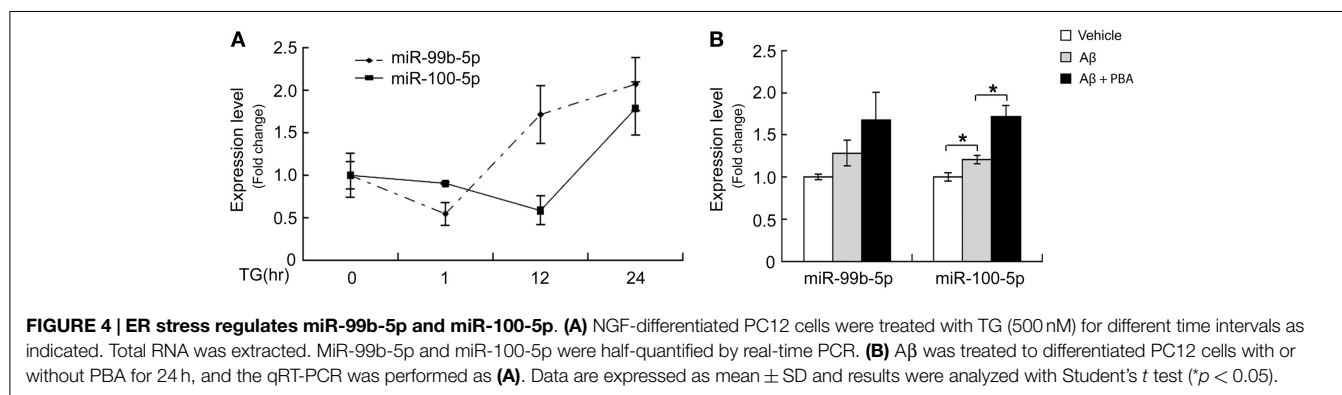 A
miR-99b-5p
miR-100-5p
Expression level
(Fold change)
2.5
2.0
1.5
1.0
0.5
0
TG(hr)
0
1
12
24
B
Vehicle
Aβ
Aβ + PBA
Expression level
(Fold change)
2.5
2.0
1.5
1.0
0.5
0
*
*
miR-99b-5p
miR-100-5p
FIGURE 4 | ER stress regulates miR-99b-5p and miR-100-5p. (A) NGF-differentiated PC12 cells were treated with TG (500 nM) for different time intervals as
indicated. Total RNA was extracted. MiR-99b-5p and miR-100-5p were half-quantified by real-time PCR. (B) Aβ was treated to differentiated PC12 cells with or
without PBA for 24 h, and the qRT-PCR was performed as (A). Data are expressed as mean ± SD and results were analyzed with Student's t test (*p < 0.05).